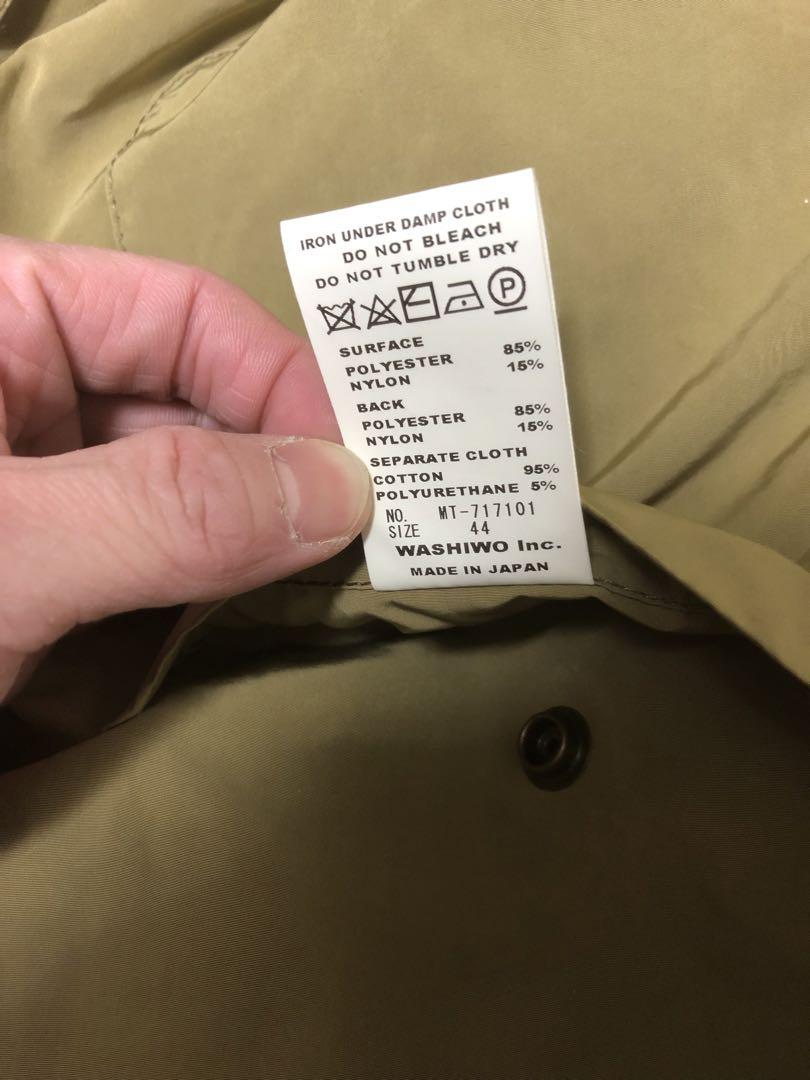 IRON UNDER DAMP CLOTH
DO NOT BLEACH
DO NOT TUMBLE DRY
P
SURFACE
POLYESTER 85%
NYLON 15%
BACK
POLYESTER 85%
NYLON 15%
SEPARATE CLOTH
COTTON 95%
POLYURETHANE 5%
NO. MT-717101
SIZE 44
WASHIWO Inc.
MADE IN JAPAN